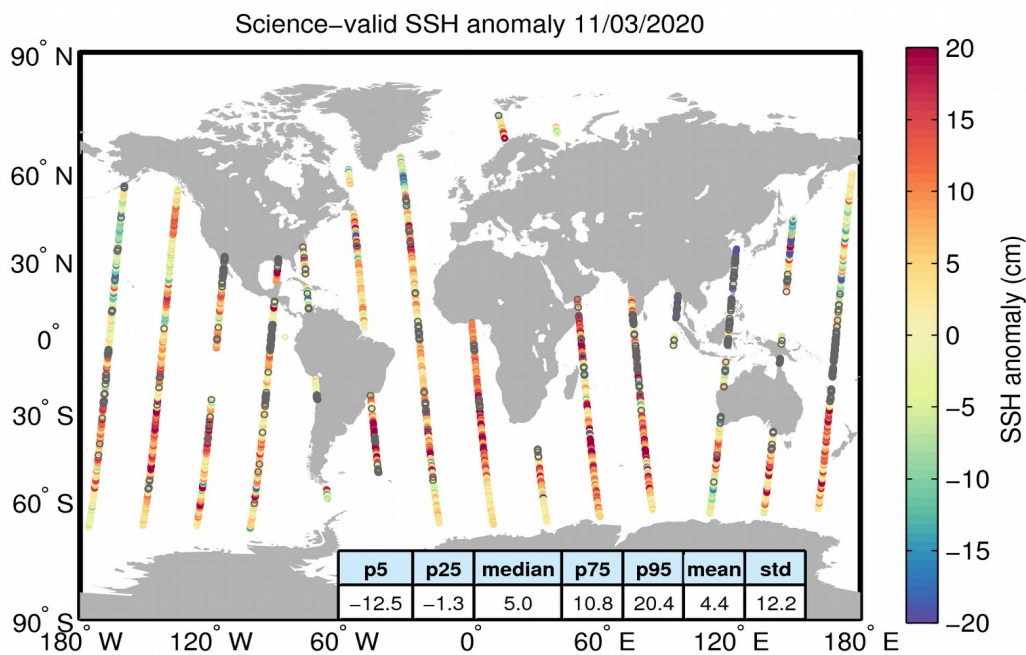 Science−valid SSH anomaly 11/03/2020
90° N
60° N
30° N
0°
30° S
60° S
90° S
180° W
120° W
60° W
0°
60° E
120° E
180° E
p5 p25 median p75 p95 mean std
−12.5 −1.3 5.0 10.8 20.4 4.4 12.2
20
15
10
5
0
−5
−10
−15
−20
SSH anomaly (cm)